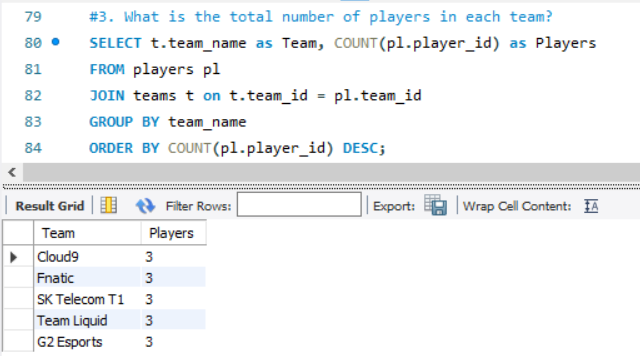 79 #3. What is the total number of players in each team?
80 SELECT t.team_name as Team, COUNT(pl.player_id) as Players
81 FROM players pl
82 JOIN teams t on t.team_id = pl.team_id
83 GROUP BY team_name
84 ORDER BY COUNT(pl.player_id) DESC;
Result Grid Filter Rows: Export: Wrap Cell Content: IA
Team Players
Cloud9 3
Fnatic 3
SK Telecom T1 3
Team Liquid 3
G2 Esports 3